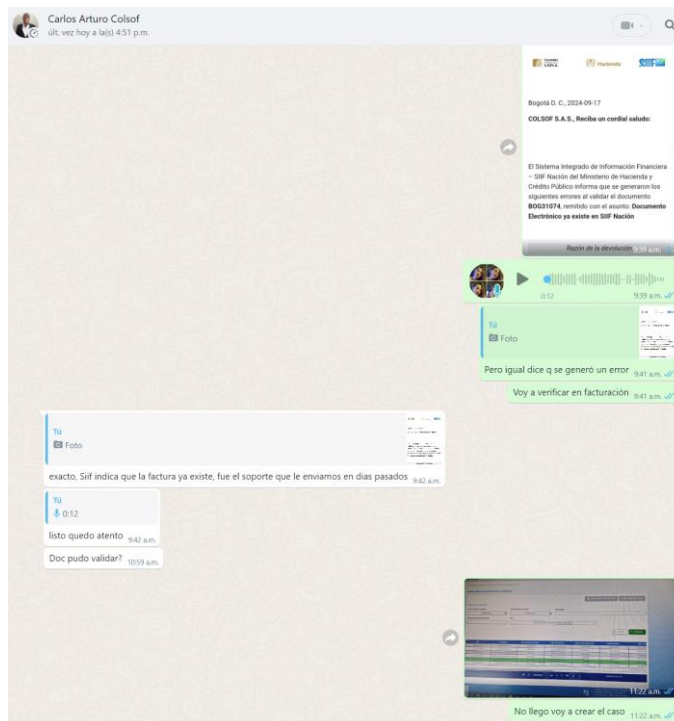 Carlos Arturo Colsof
últ. vez hoy a la(s) 4:51 p.m.
Hacienda
SIIF
Bogotá D. C., 2024-09-17
COLSOF S.A.S., Reciba un cordial saludo:
El Sistema Integrado de Información Financiera
– SIIF Nación del Ministerio de Hacienda y
Crédito Público informa que se generaron los
siguientes errores al validar el documento
BOG31074, remitido con el asunto: Documento
Electrónico ya existe en SIIF Nación
Razón de la devolución 9:39 a.m.
0:12 9:39 a.m.
Tú
Foto
Pero igual dice q se generó un error 9:41 a.m.
Voy a verificar en facturación 9:41 a.m.
Tú
Foto
exacto, Siif indica que la factura ya existe, fue el soporte que le enviamos en dias pasados 9:42 a.m.
Tú
0:12
listo quedo atento 9:42 a.m.
Doc pudo validar? 10:59 a.m.
11:22 a.m.
No llego voy a crear el caso 11:22 a.m.